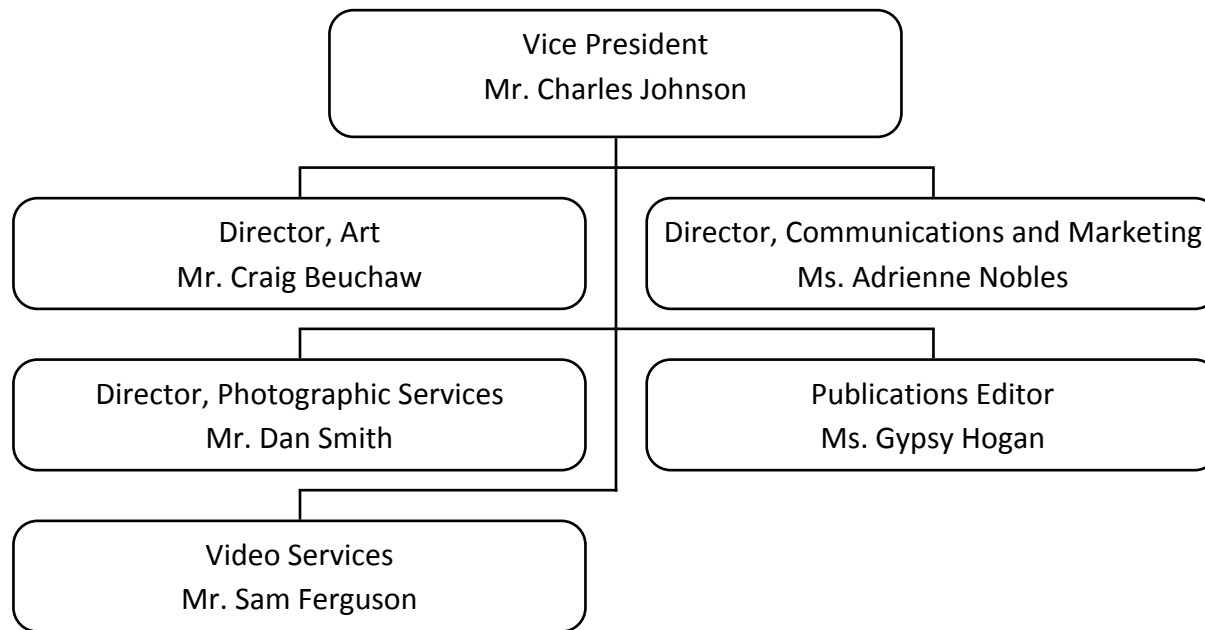 Vice President
Mr. Charles Johnson
Director, Art
Mr. Craig Beuchaw
Director, Communications and Marketing
Ms. Adrienne Nobles
Director, Photographic Services
Mr. Dan Smith
Publications Editor
Ms. Gypsy Hogan
Video Services
Mr. Sam Ferguson